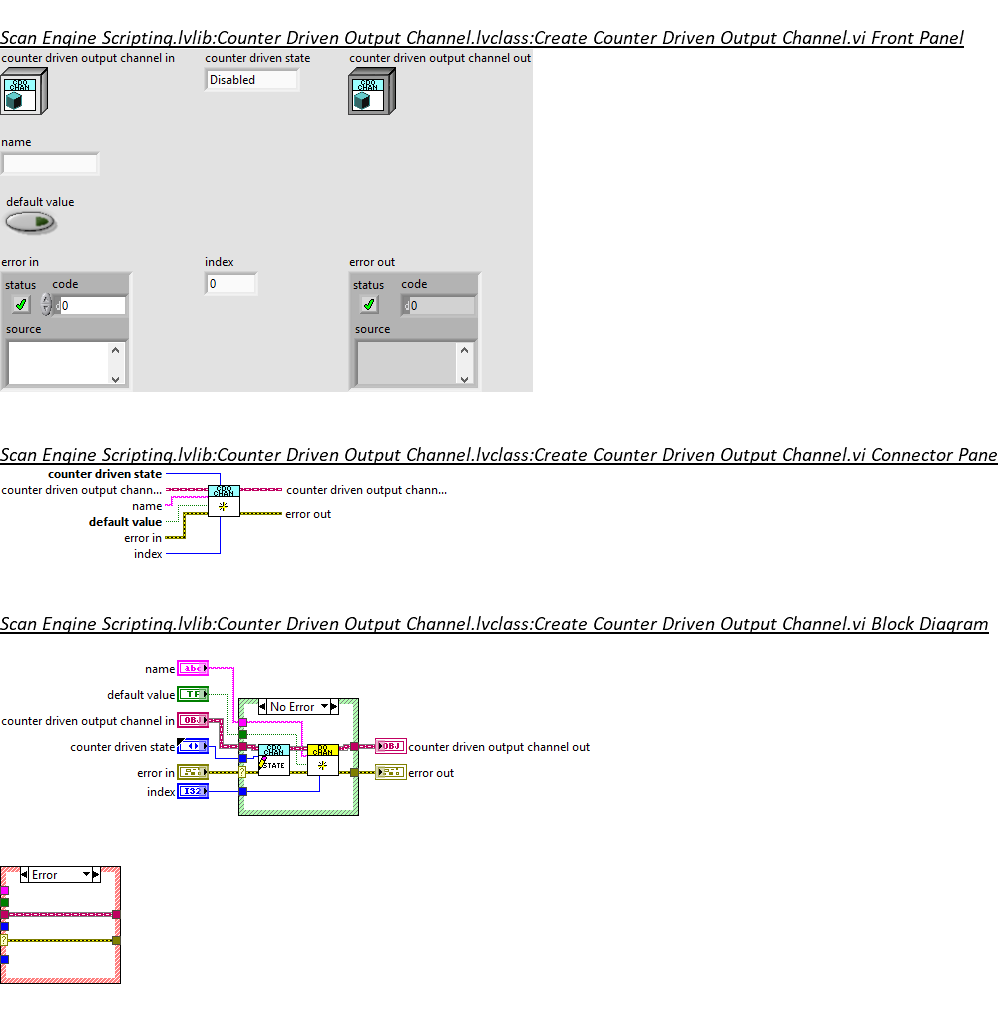 Scan Engine Scripting.lvlib:Counter Driven Output Channel.lvclass:Create Counter Driven Output Channel.vi Front Panel
counter driven output channel in
counter driven state
counter driven output channel out
CDO
CHAN
Disabled
CDO
CHAN
name
default value
error in
index
error out
status
code
0
status
code
0
0
source
source
Scan Engine Scripting.lvlib:Counter Driven Output Channel.lvclass:Create Counter Driven Output Channel.vi Connector Pane
counter driven state
counter driven output chann...
CDO
CHAN
counter driven output chann...
name
default value
error out
error in
index
Scan Engine Scripting.lvlib:Counter Driven Output Channel.lvclass:Create Counter Driven Output Channel.vi Block Diagram
name
abc
default value
TF
No Error
counter driven output channel in
OBJ
counter driven state
CDO
CHAN
STATE
DO
CHAN
OBJ
counter driven output channel out
error in
?
error out
index
I32
Error
?